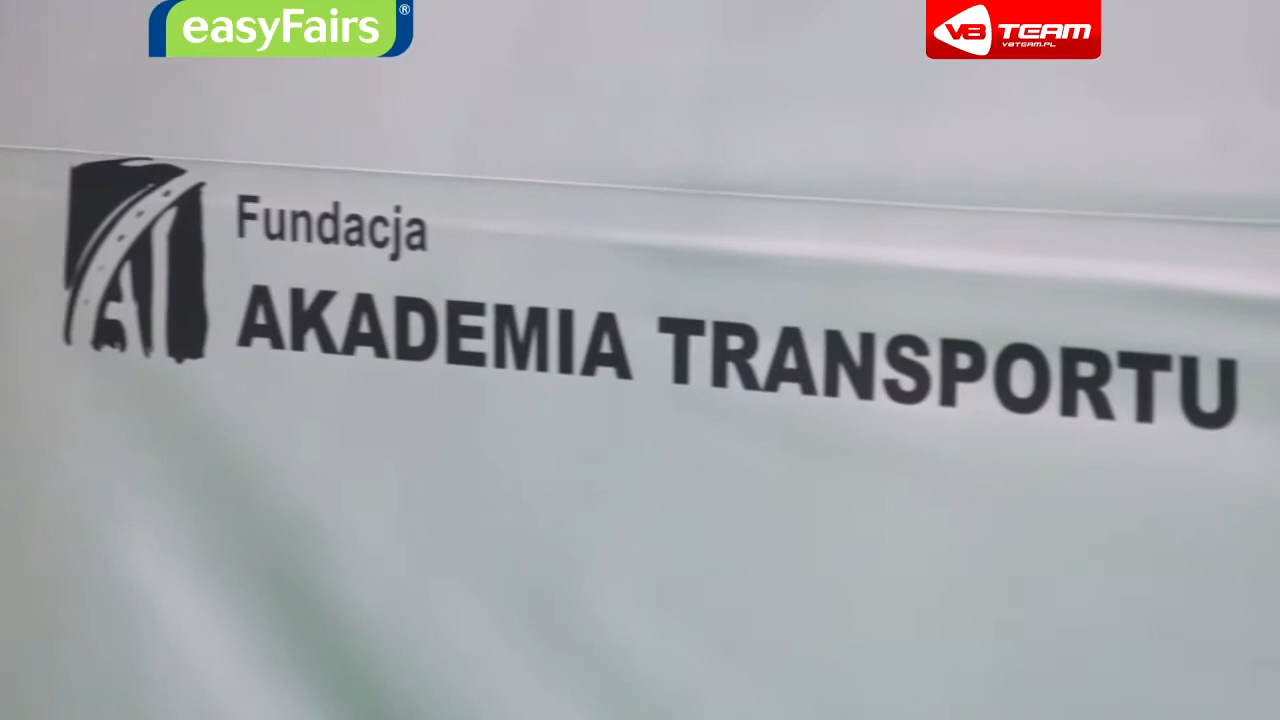 easyFairs®
V8 TEAM
V8TEAM.PL
Fundacja
AKADEMIA TRANSPORTU